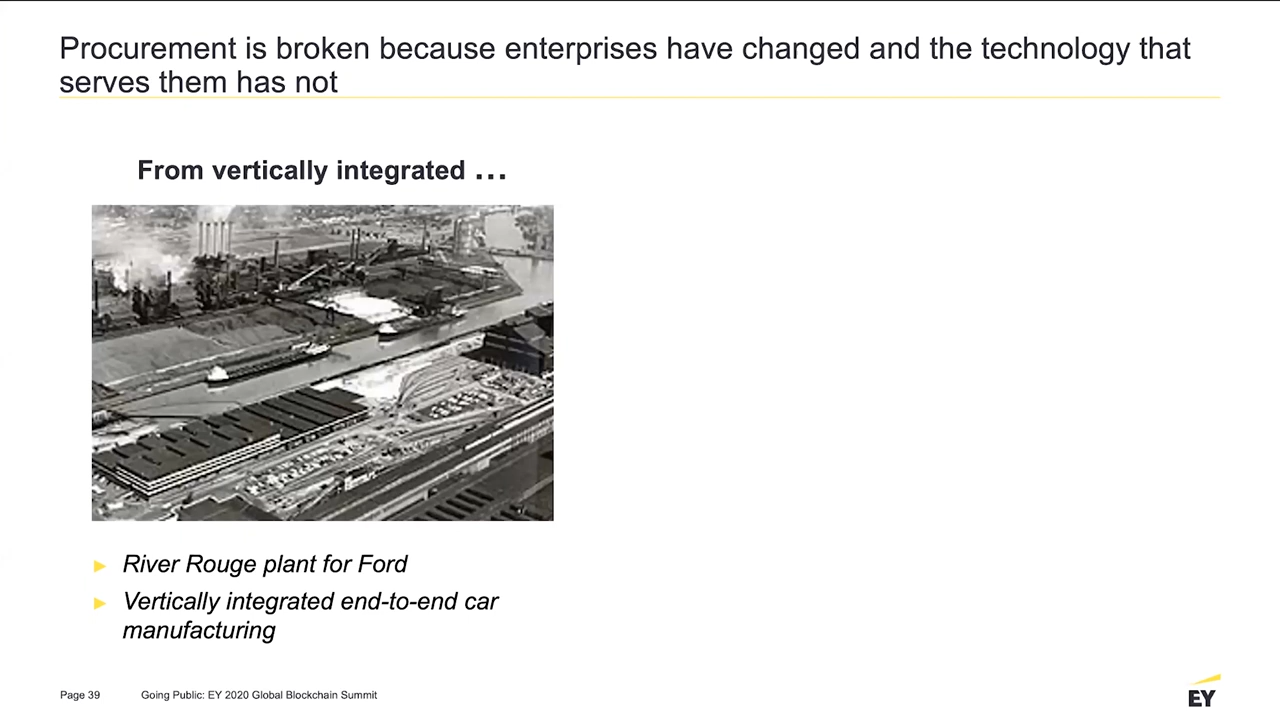 Procurement is broken because enterprises have changed and the technology that
serves them has not
From vertically integrated ...
► River Rouge plant for Ford
► Vertically integrated end-to-end car
manufacturing
Page 39 Going Public: EY 2020 Global Blockchain Summit
EY